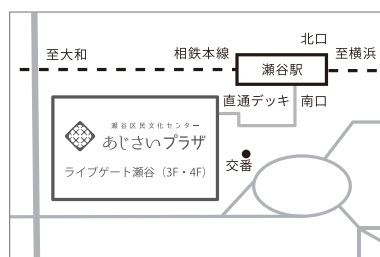 北口
至大和
相鉄本線
至横浜
瀬谷駅
直通デッキ
南口
瀬谷区民文化センター
あじさいプラザ
ライブゲート瀬谷（3F・4F）
交番